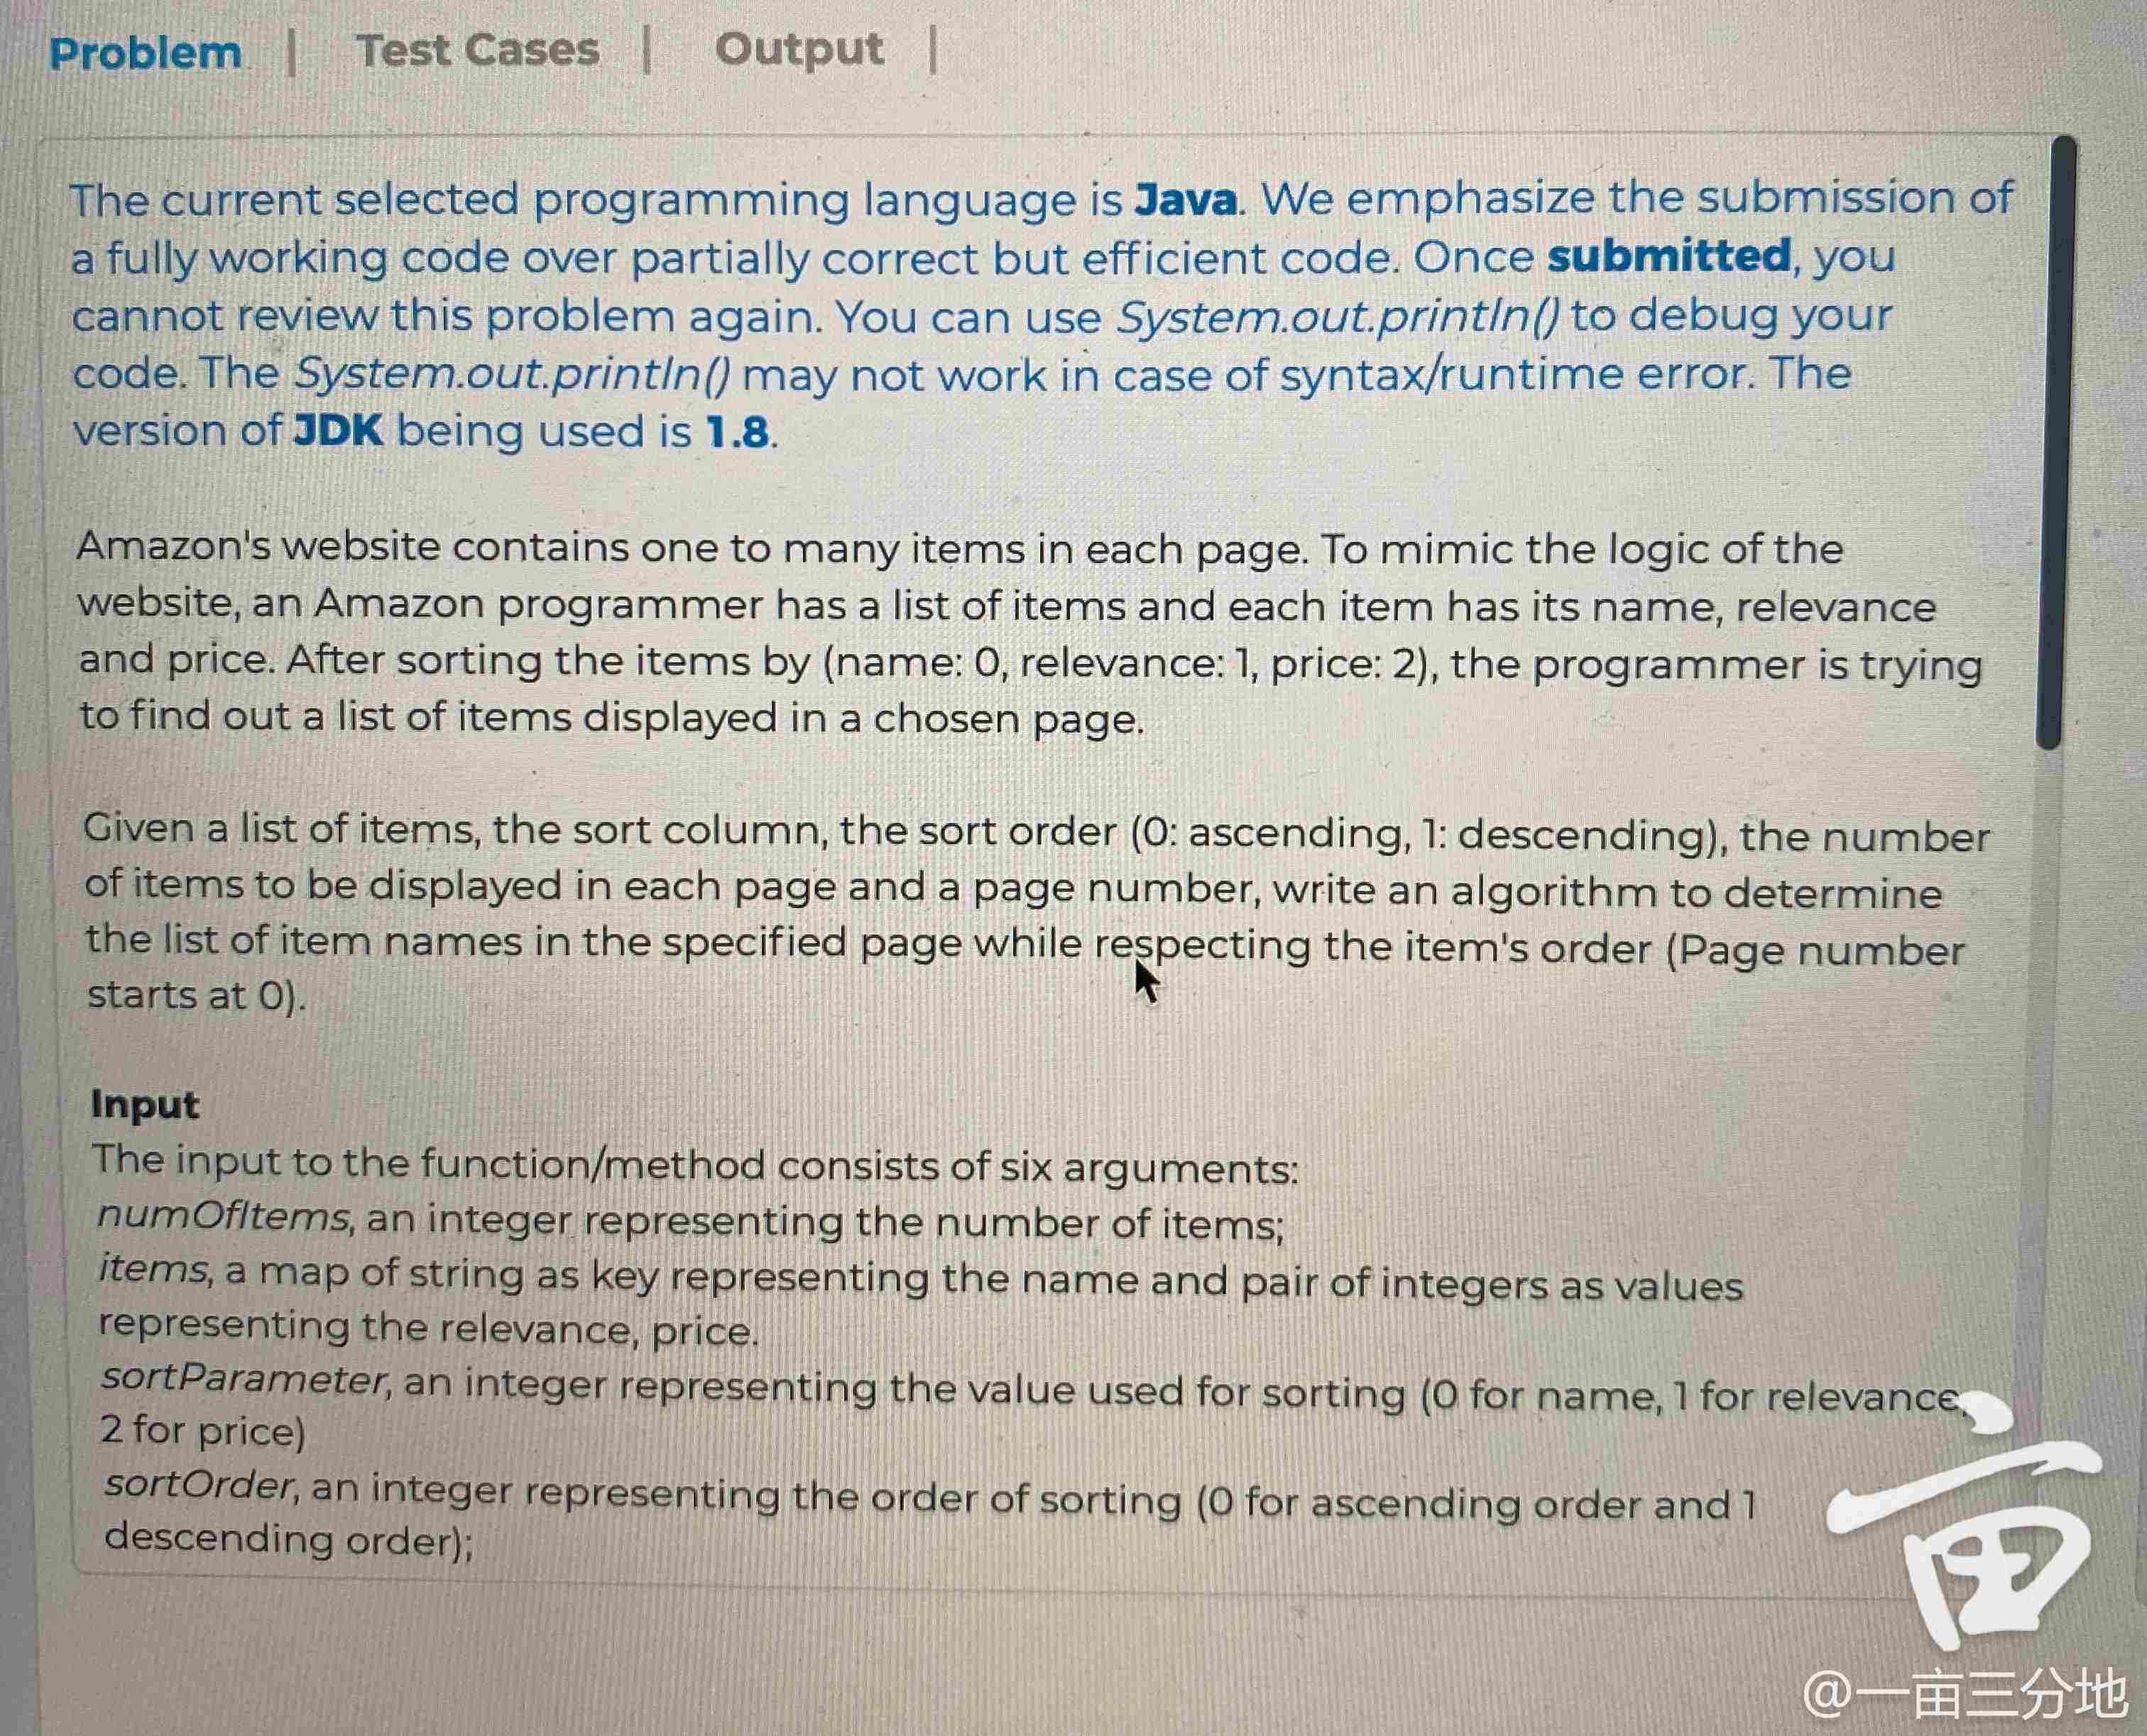 Problem | Test Cases | Output |
The current selected programming language is Java. We emphasize the submission of
a fully working code over partially correct but efficient code. Once submitted, you
cannot review this problem again. You can use System.out.println() to debug your
code. The System.out.println() may not work in case of syntax/runtime error. The
version of JDK being used is 1.8.
Amazon's website contains one to many items in each page. To mimic the logic of the
website, an Amazon programmer has a list of items and each item has its name, relevance
and price. After sorting the items by (name: 0, relevance: 1, price: 2), the programmer is trying
to find out a list of items displayed in a chosen page.
Given a list of items, the sort column, the sort order (0: ascending, 1: descending), the number
of items to be displayed in each page and a page number, write an algorithm to determine
the list of item names in the specified page while respecting the item's order (Page number
starts at 0).
Input
The input to the function/method consists of six arguments:
numOfItems, an integer representing the number of items;
items, a map of string as key representing the name and pair of integers as values
representing the relevance, price.
sortParameter, an integer representing the value used for sorting (0 for name, 1 for relevance,
2 for price)
sortOrder, an integer representing the order of sorting (0 for ascending order and 1
descending order);
亩
@一亩三分地